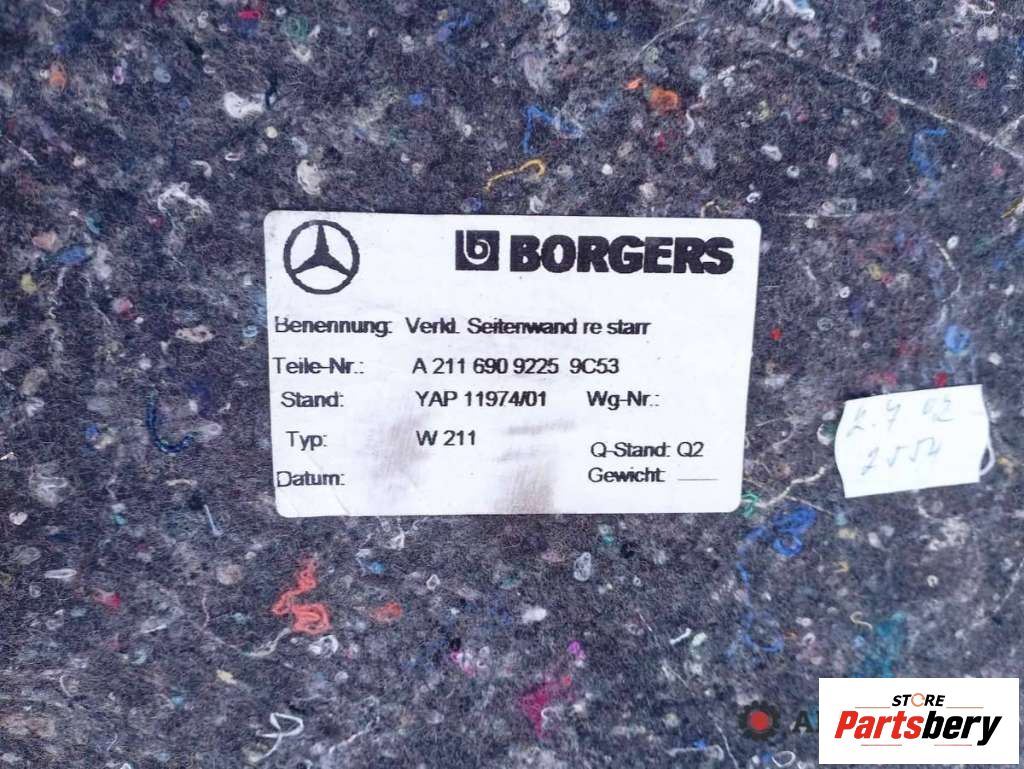 BORGERS
Benennung: Verkl. Seitenwand re starr
Teile-Nr.: A 211 690 9225 9C53
Stand: YAP 11974/01 Wg-Nr.:
Typ: W 211
Q-Stand: Q2
Datum:
Gewicht:
2554
STORE
Partsbery